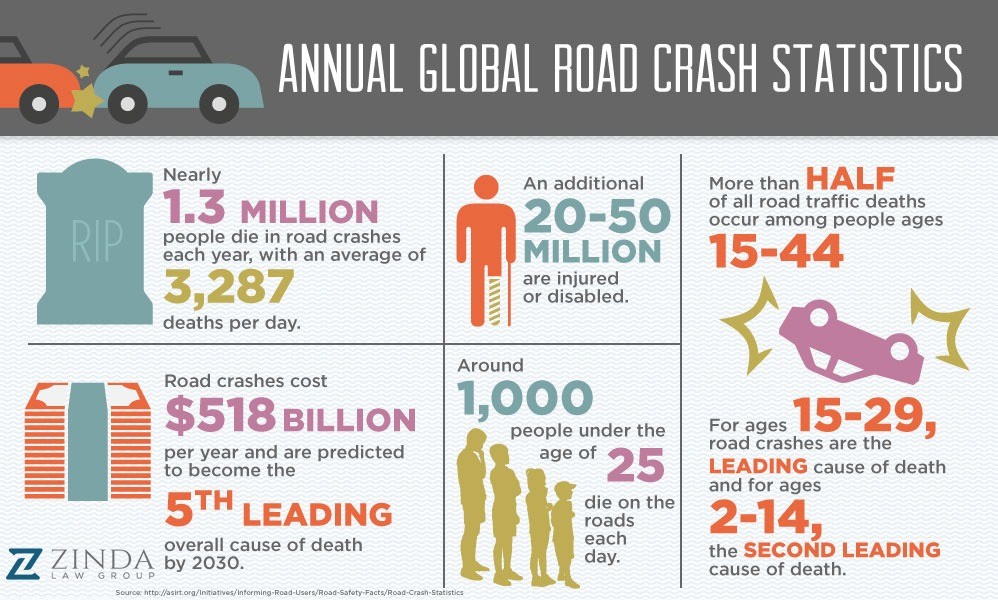 ANNUAL GLOBAL ROAD CRASH STATISTICS
RIP
Nearly
1.3 MILLION
people die in road crashes
each year, with an average of
3,287
deaths per day.
An additional
20-50
MILLION
are injured
or disabled.
More than HALF
of all road traffic deaths
occur among people ages
15-44
Road crashes cost
$518 BILLION
per year and are predicted
to become the
5TH LEADING
overall cause of death
by 2030.
Around
1,000
people under the
age of 25
die on the
roads
each
day.
For ages 15-29,
road crashes are the
LEADING cause of death
and for ages
2-14,
the SECOND LEADING
cause of death.
ZINDA
LAW GROUP
Source: http://asirt.org/Initiatives/Informing-Road-Users/Road-Safety-Facts/Road-Crash-Statistics